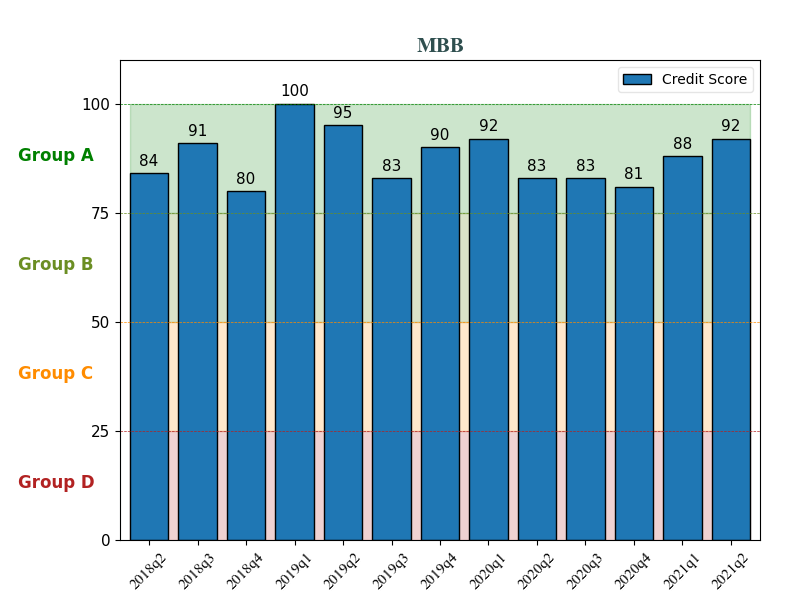 MBB
Credit Score
100
75
50
25
0
Group A
Group B
Group C
Group D
84
91
80
100
95
83
90
92
83
83
81
88
92
2018q2
2018q3
2018q4
2019q1
2019q2
2019q3
2019q4
2020q1
2020q2
2020q3
2020q4
2021q1
2021q2